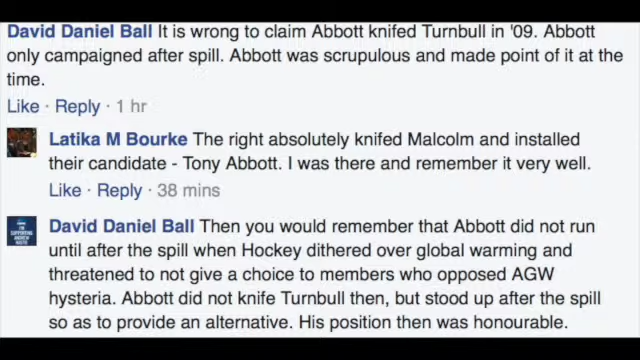 David Daniel Ball It is wrong to claim Abbott knifed Turnbull in '09. Abbott
only campaigned after spill. Abbott was scrupulous and made point of it at the
time.
Like · Reply · 1 hr
Latika M Bourke The right absolutely knifed Malcolm and installed
their candidate - Tony Abbott. I was there and remember it very well.
Like · Reply · 38 mins
David Daniel Ball Then you would remember that Abbott did not run
until after the spill when Hockey dithered over global warming and
threatened to not give a choice to members who opposed AGW
hysteria. Abbott did not knife Turnbull then, but stood up after the spill
so as to provide an alternative. His position then was honourable.